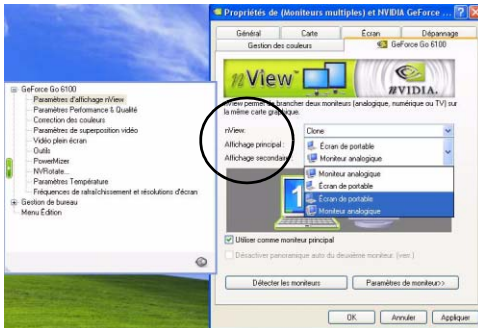 Propriétés de (Moniteurs multiples) et NVIDIA GeForce ...
Général
Carte
Écran
Dépannage
Gestion des couleurs
GeForce Go 6100
nView
NVIDIA.
nView permet de brancher deux moniteurs (analogique, numérique ou TV) sur
la même carte graphique.
nView:
Clone
Affichage principal :
Écran de portable
Affichage secondaire
Moniteur analogique
Moniteur analogique
Écran de portable
Écran de portable
Moniteur analogique
1
Utiliser comme moniteur principal
Désactiver panoramique auto du deuxième moniteur. (verr.)
Détecter les moniteurs
Paramètres de moniteur>>
OK
Annuler
Appliquer
GeForce Go 6100
Paramètres d'affichage nView
Paramètres Performance & Qualité
Correction des couleurs
Paramètres de superposition vidéo
Vidéo plein écran
Outils
PowerMizer
NVRotate...
Paramètres Température
Fréquences de rafraîchissement et résolutions d'écran
Gestion de bureau
Menu Édition